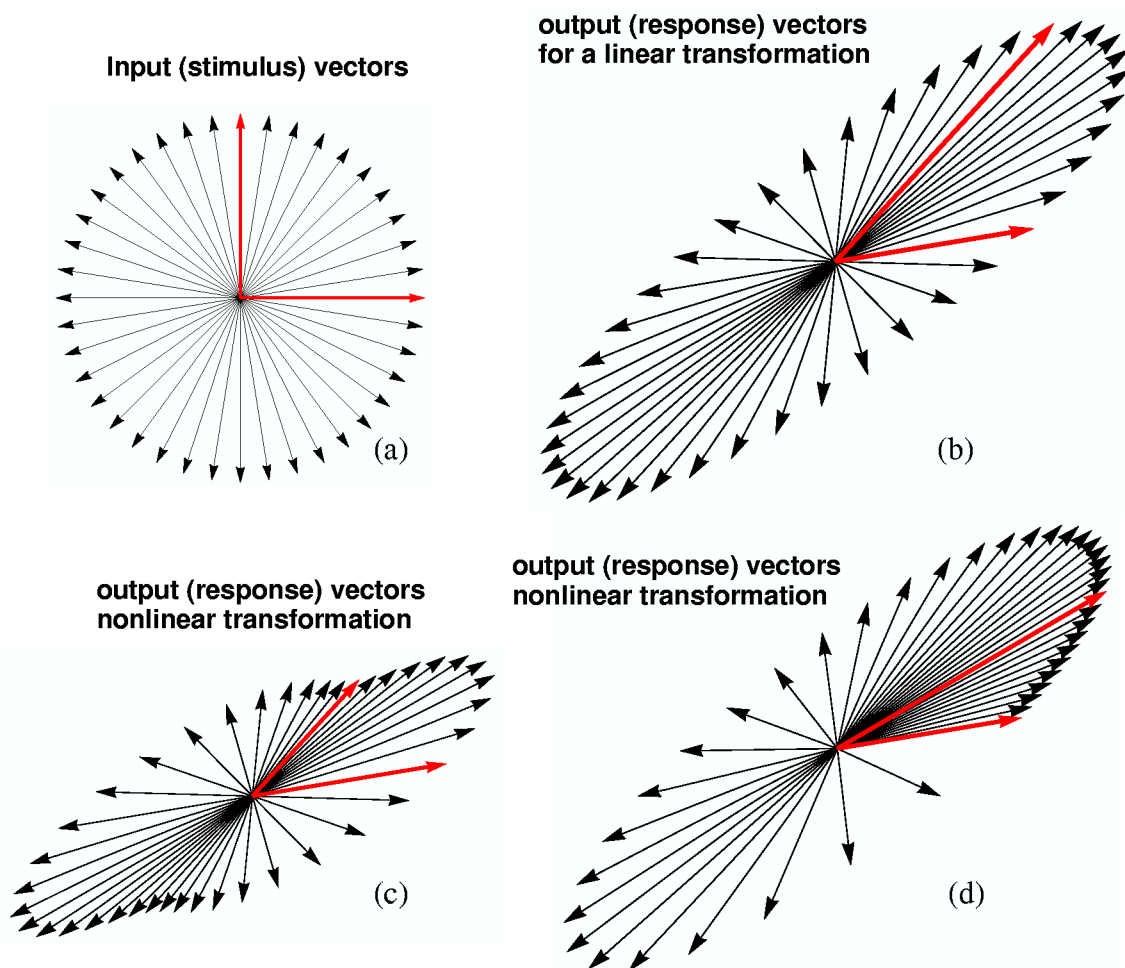 Input (stimulus) vectors
(a)
output (response) vectors
for a linear transformation
(b)
output (response) vectors
nonlinear transformation
(c)
output (response) vectors
nonlinear transformation
(d)